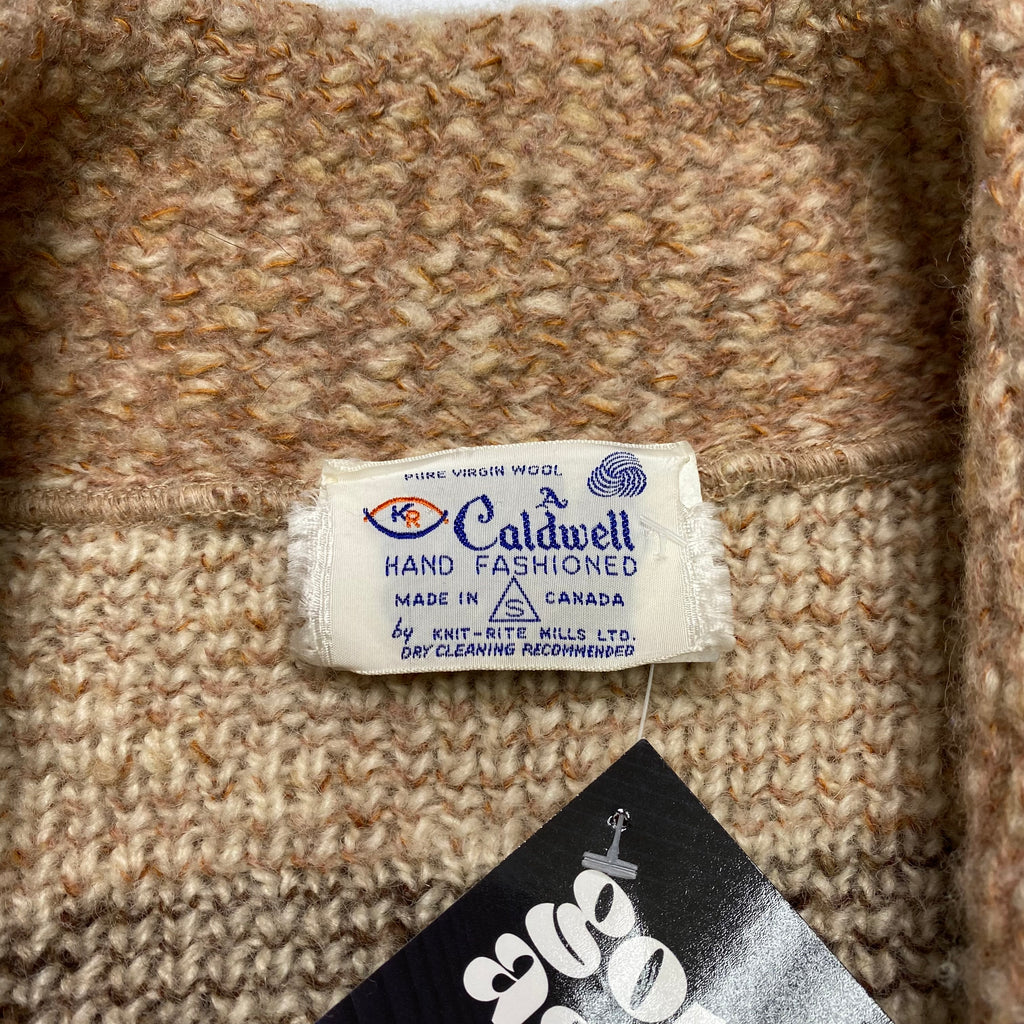 PURE VIRGIN WOOL
KR
A
Caldwell
HAND FASHIONED
MADE IN S CANADA
by KNIT-RITE MILLS LTD.
DRY CLEANING RECOMMENDED